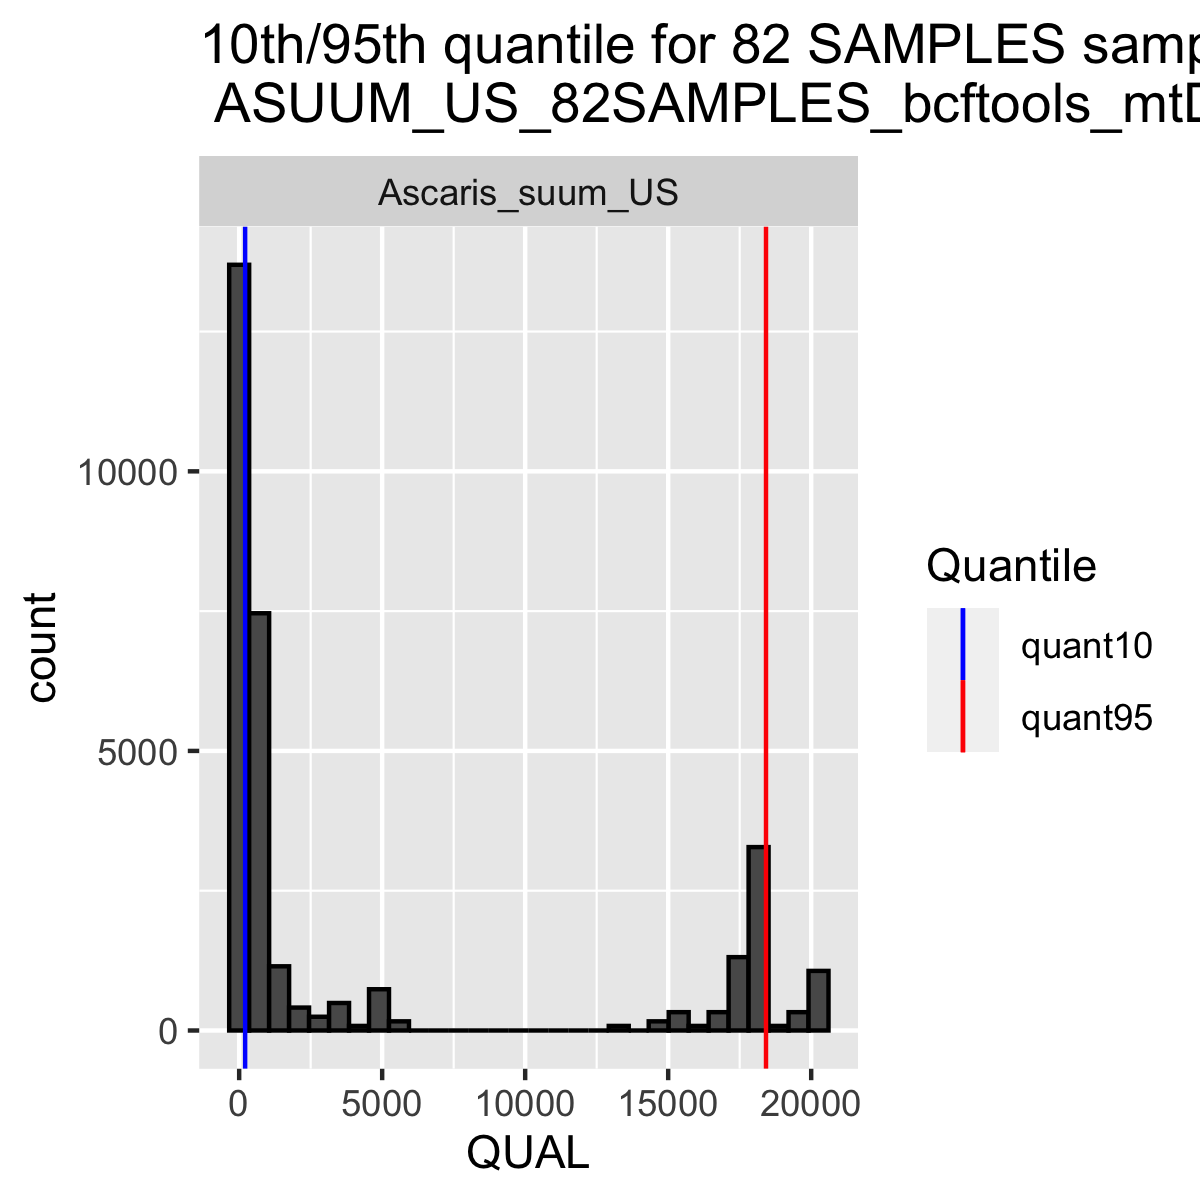 10th/95th quantile for 82 SAMPLES samp
ASUUM_US_82SAMPLES_bcftools_mt
Ascaris_suum_US
10000
5000
0
count
0 5000 10000 15000 20000
QUAL
Quantile
quant10
quant95